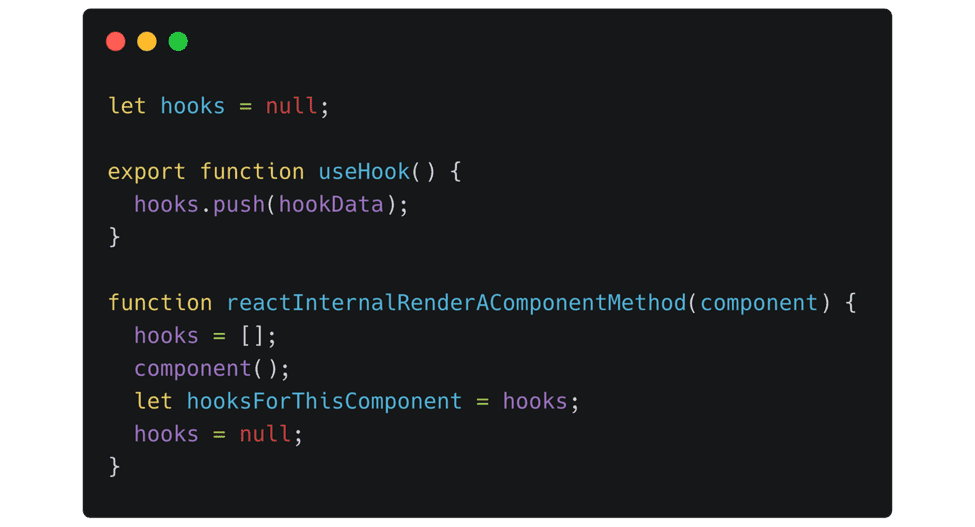 let hooks = null;
export function useHook() {
hooks.push(hookData);
}
function reactInternalRenderAComponentMethod(component) {
hooks = [];
component();
let hooksForThisComponent = hooks;
hooks = null;
}